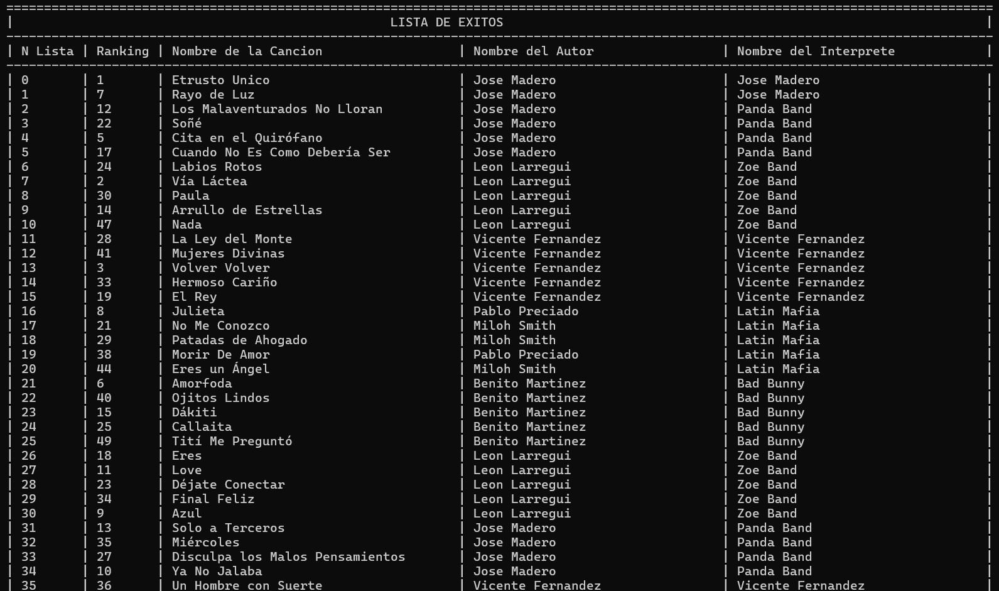 LISTA DE EXITOS
| N Lista | Ranking | Nombre de la Cancion | Nombre del Autor | Nombre del Interprete |
| 0 | 1 | Etrusto Unico | Jose Madero | Jose Madero |
| 1 | 7 | Rayo de Luz | Jose Madero | Jose Madero |
| 2 | 12 | Los Malaventurados No Lloran | Jose Madero | Panda Band |
| 3 | 22 | Soñé | Jose Madero | Panda Band |
| 4 | 5 | Cita en el Quirófano | Jose Madero | Panda Band |
| 5 | 17 | Cuando No Es Como Debería Ser | Jose Madero | Panda Band |
| 6 | 24 | Labios Rotos | Leon Larregui | Zoe Band |
| 7 | 2 | Vía Láctea | Leon Larregui | Zoe Band |
| 8 | 30 | Paula | Leon Larregui | Zoe Band |
| 9 | 14 | Arrullo de Estrellas | Leon Larregui | Zoe Band |
| 10 | 47 | Nada | Leon Larregui | Zoe Band |
| 11 | 28 | La Ley del Monte | Vicente Fernandez | Vicente Fernandez |
| 12 | 41 | Mujeres Divinas | Vicente Fernandez | Vicente Fernandez |
| 13 | 3 | Volver Volver | Vicente Fernandez | Vicente Fernandez |
| 14 | 33 | Hermoso Cariño | Vicente Fernandez | Vicente Fernandez |
| 15 | 19 | El Rey | Vicente Fernandez | Vicente Fernandez |
| 16 | 8 | Julieta | Pablo Preciado | Latin Mafia |
| 17 | 21 | No Me Conozco | Miloh Smith | Latin Mafia |
| 18 | 29 | Patadas de Ahogado | Miloh Smith | Latin Mafia |
| 19 | 38 | Morir De Amor | Pablo Preciado | Latin Mafia |
| 20 | 44 | Eres un Ángel | Miloh Smith | Latin Mafia |
| 21 | 6 | Amorfoda | Benito Martinez | Bad Bunny |
| 22 | 40 | Ojitos Lindos | Benito Martinez | Bad Bunny |
| 23 | 15 | Dákiti | Benito Martinez | Bad Bunny |
| 24 | 25 | Callaita | Benito Martinez | Bad Bunny |
| 25 | 49 | Tití Me Preguntó | Benito Martinez | Bad Bunny |
| 26 | 18 | Eres | Leon Larregui | Zoe Band |
| 27 | 11 | Love | Leon Larregui | Zoe Band |
| 28 | 23 | Déjate Conectar | Leon Larregui | Zoe Band |
| 29 | 34 | Final Feliz | Leon Larregui | Zoe Band |
| 30 | 9 | Azul | Leon Larregui | Zoe Band |
| 31 | 13 | Solo a Terceros | Jose Madero | Panda Band |
| 32 | 35 | Miércoles | Jose Madero | Panda Band |
| 33 | 27 | Disculpa los Malos Pensamientos | Jose Madero | Panda Band |
| 34 | 10 | Ya No Jalaba | Jose Madero | Panda Band |
| 35 | 36 | Un Hombre con Suerte | Vicente Fernandez | Vicente Fernandez |